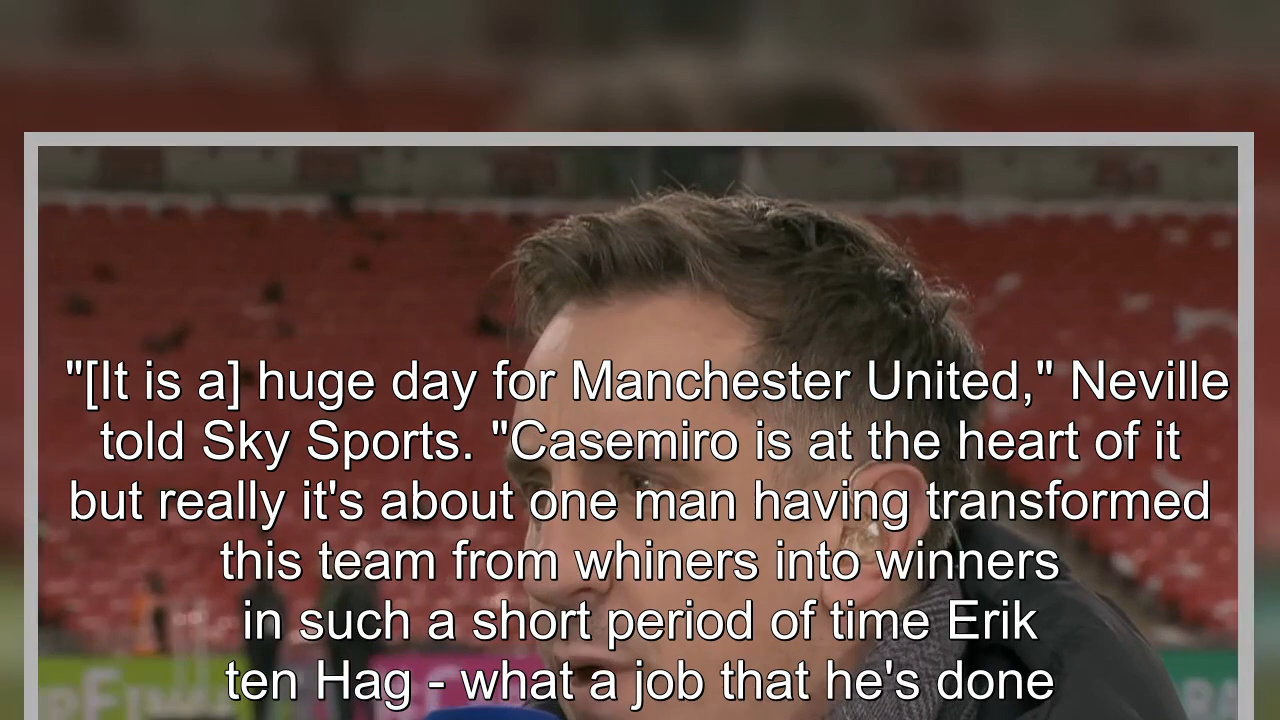 "[It is a] huge day for Manchester United," Neville
told Sky Sports. "Casemiro is at the heart of it
but really it's about one man having transformed
this team from whiners into winners
in such a short period of time Erik
ten Hag - what a job that he's done